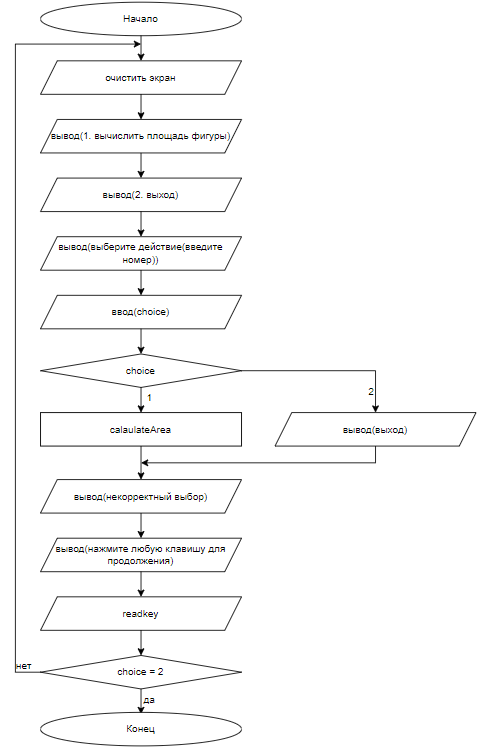 Начало
очистить экран
вывод(1. вычислить площадь фигуры)
вывод(2. выход)
вывод(выберите действие(введите
номер))
ввод(choice)
choice
1
2
calaulateArea
вывод(выход)
вывод(некорректный выбор)
вывод(нажмите любую клавишу для
продолжения)
readkey
нет
choice = 2
да
Конец